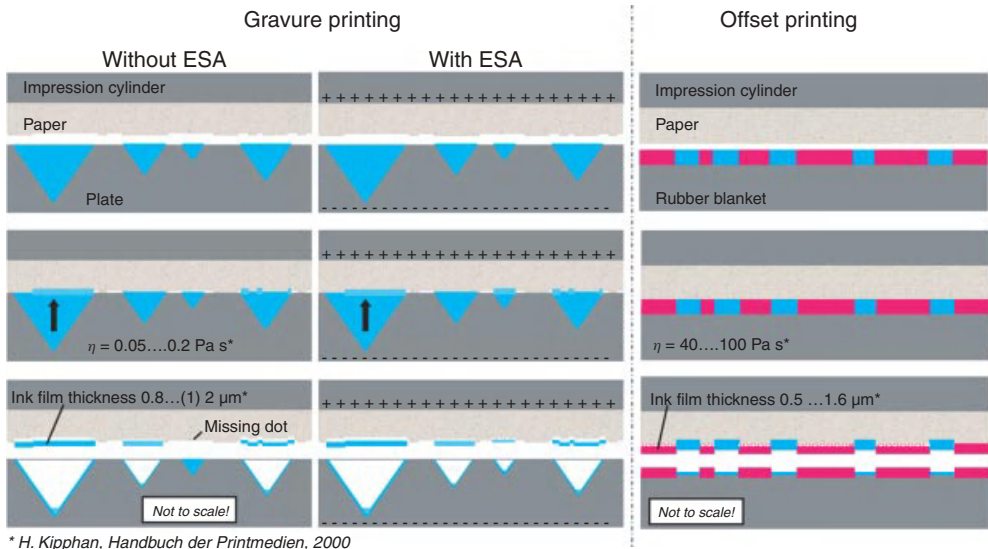 Gravure printing
Offset printing
Without ESA
With ESA
Impression cylinder
Paper
Plate
+ + + + + + + + + + + + + + + + + +
- - - - - - - - - - - - - - - - - - - - - - - -
Impression cylinder
Paper
Rubber blanket
η = 0.05....0.2 Pa s*
+ + + + + + + + + + + + + + + + + +
- - - - - - - - - - - - - - - - - - - - - - - -
η = 40....100 Pa s*
Ink film thickness 0.8...(1) 2 µm*
Missing dot
Not to scale!
+ + + + + + + + + + + + + + + + + +
- - - - - - - - - - - - - - - - - - - - - - - -
Ink film thickness 0.5 ...1.6 µm*
Not to scale!
* H. Kipphan, Handbuch der Printmedien, 2000